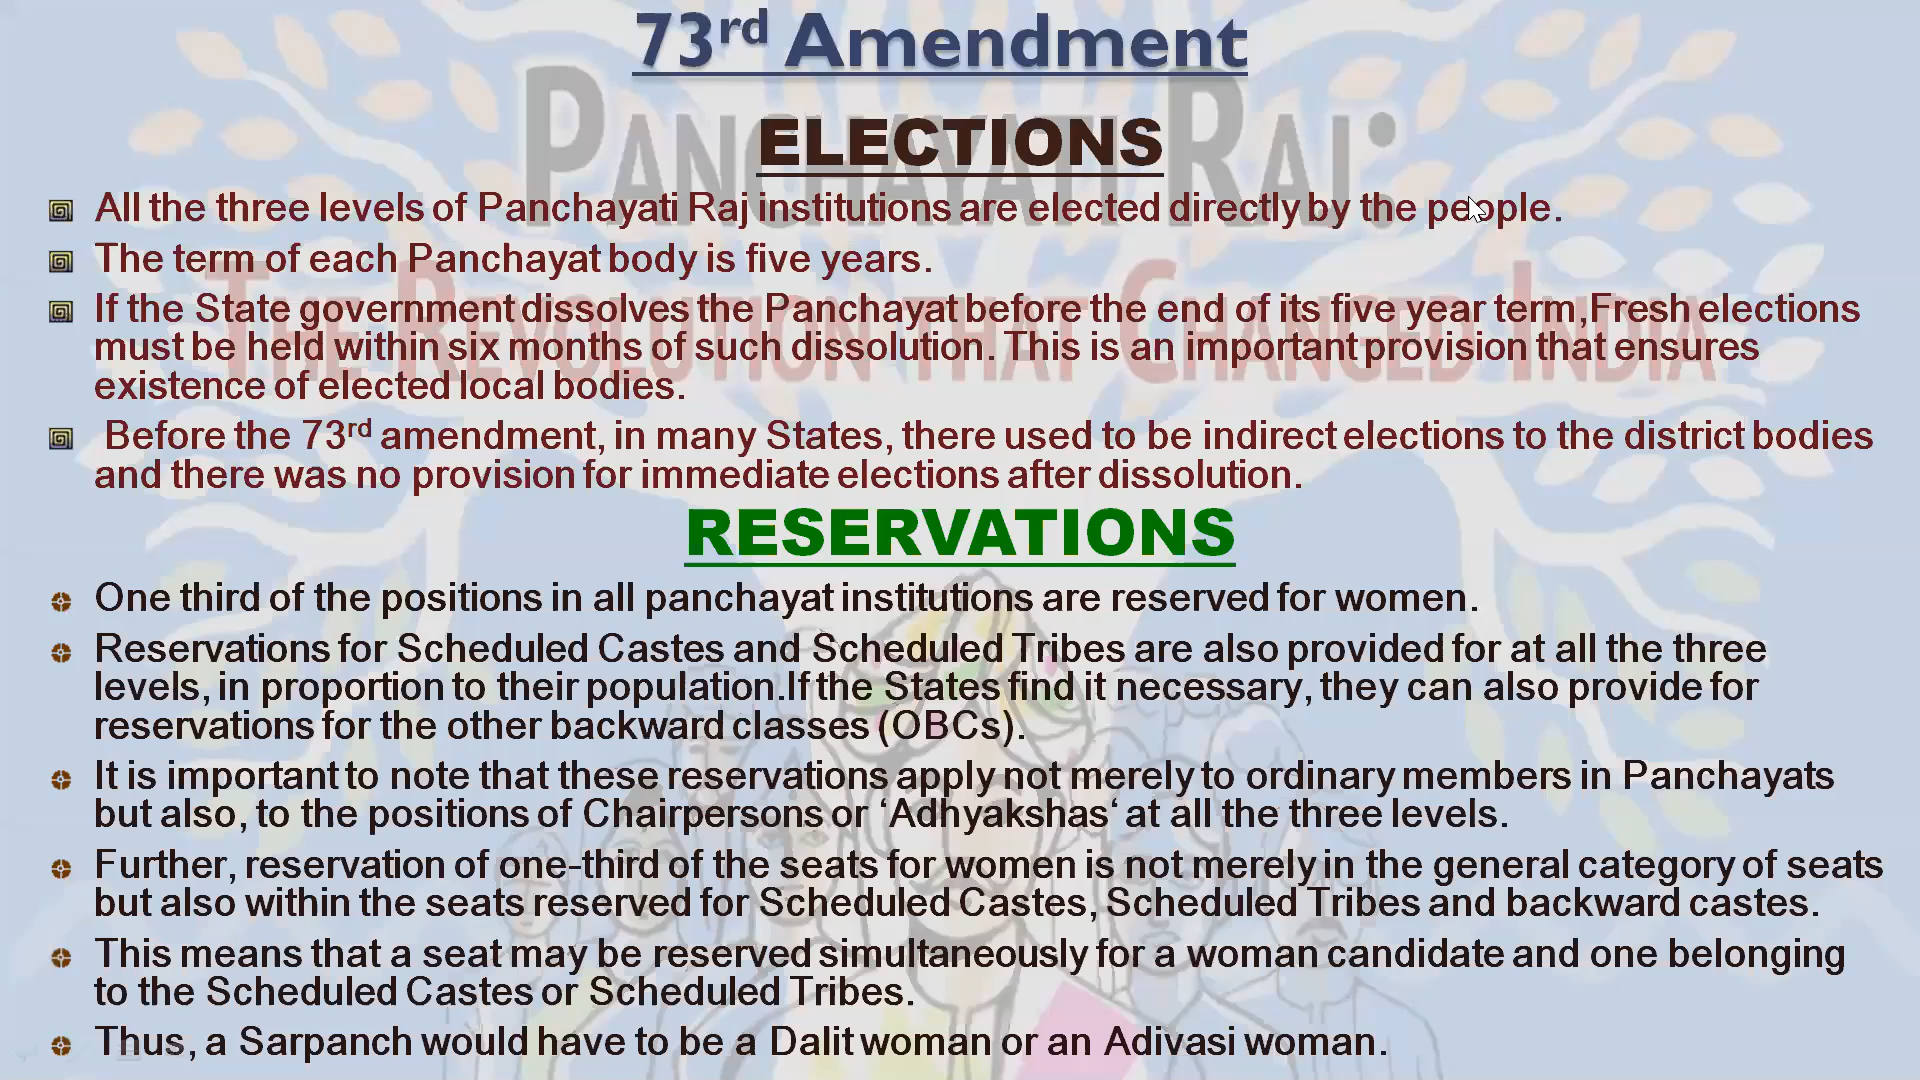 73rd Amendment
PANCHAYATI RAJ:
ELECTIONS
All the three levels of Panchayati Raj institutions are elected directly by the people.
The term of each Panchayat body is five years.
THE REVOLUTION THAT CHANGED INDIA
If the State government dissolves the Panchayat before the end of its five year term,Fresh elections
must be held within six months of such dissolution. This is an important provision that ensures
existence of elected local bodies.
Before the 73rd amendment, in many States, there used to be indirect elections to the district bodies
and there was no provision for immediate elections after dissolution.
RESERVATIONS
One third of the positions in all panchayat institutions are reserved for women.
Reservations for Scheduled Castes and Scheduled Tribes are also provided for at all the three
levels, in proportion to their population.If the States find it necessary, they can also provide for
reservations for the other backward classes (OBCs).
It is important to note that these reservations apply not merely to ordinary members in Panchayats
but also, to the positions of Chairpersons or ‘Adhyakshas‘ at all the three levels.
Further, reservation of one-third of the seats for women is not merely in the general category of seats
but also within the seats reserved for Scheduled Castes, Scheduled Tribes and backward castes.
This means that a seat may be reserved simultaneously for a woman candidate and one belonging
to the Scheduled Castes or Scheduled Tribes.
Thus, a Sarpanch would have to be a Dalit woman or an Adivasi woman.